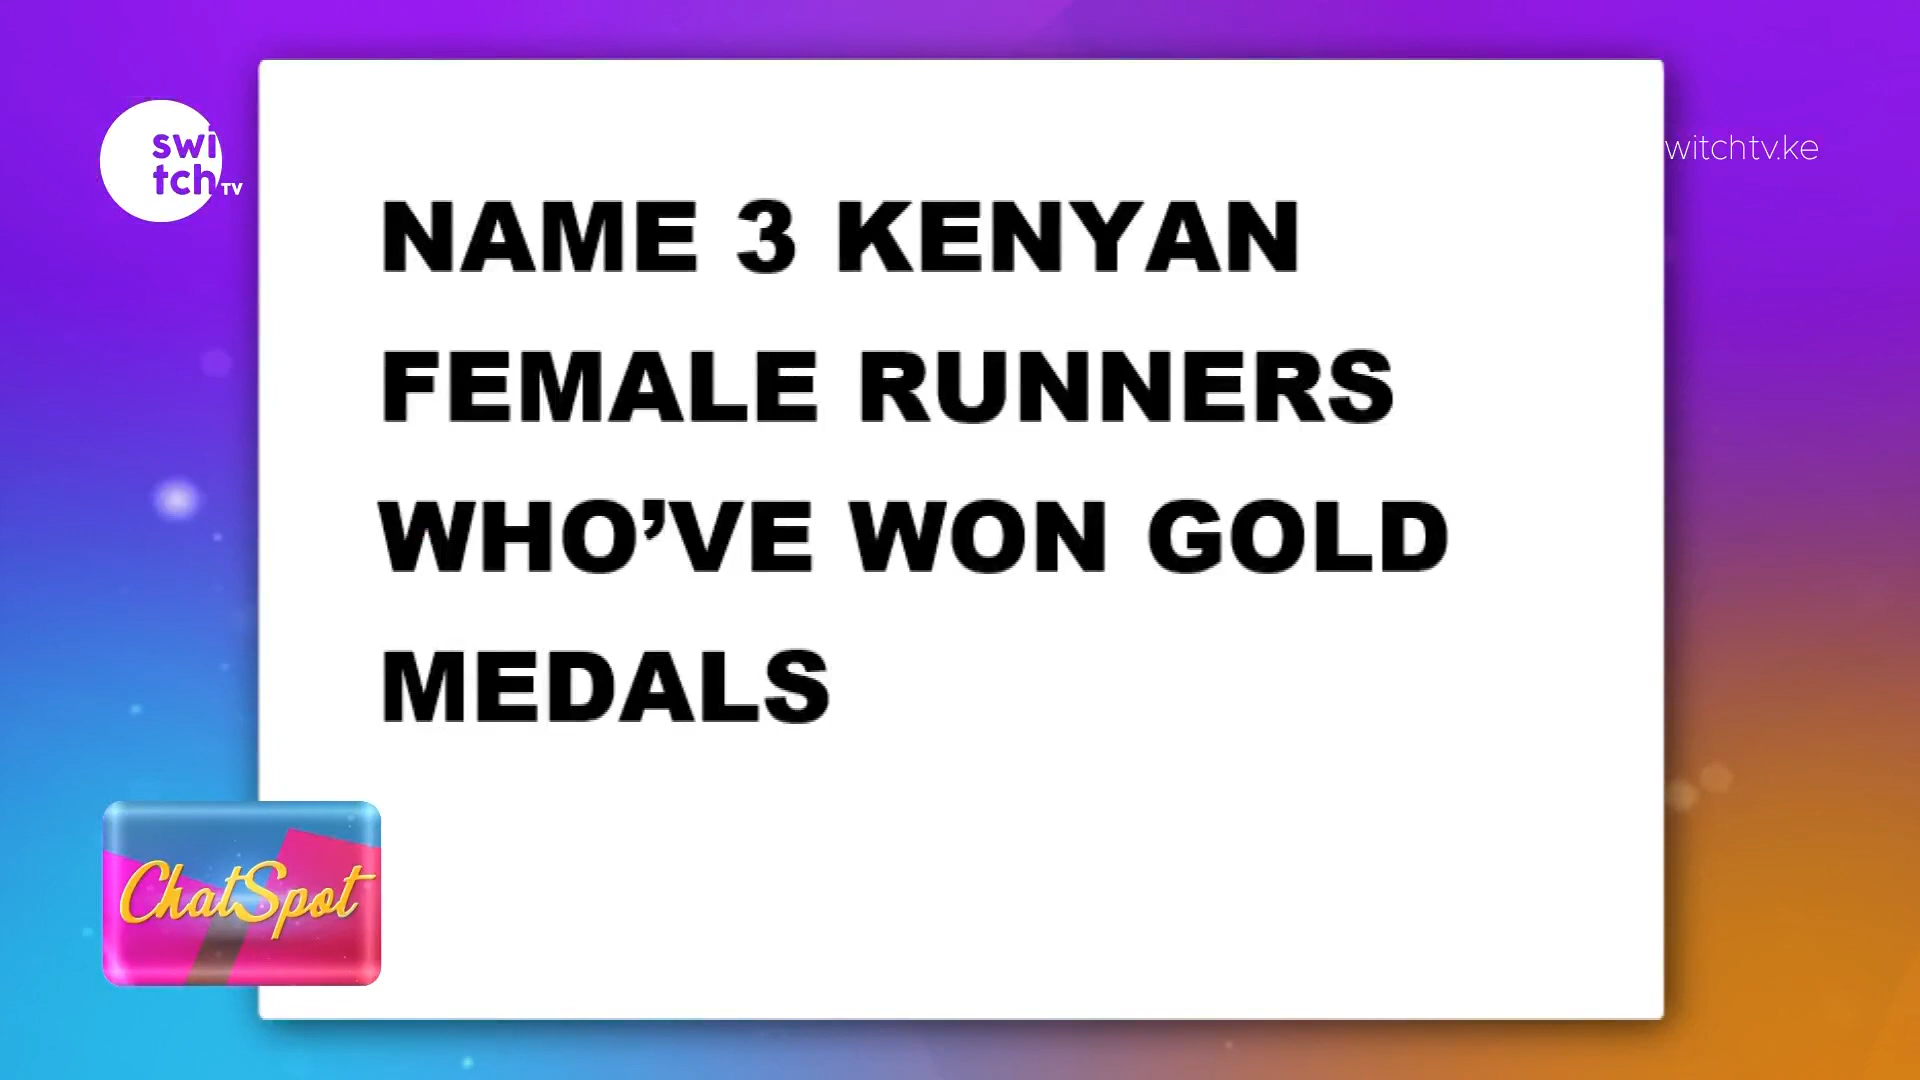 swi
tch TV
witchtv.ke
NAME 3 KENYAN
FEMALE RUNNERS
WHO’VE WON GOLD
MEDALS
ChatSpot